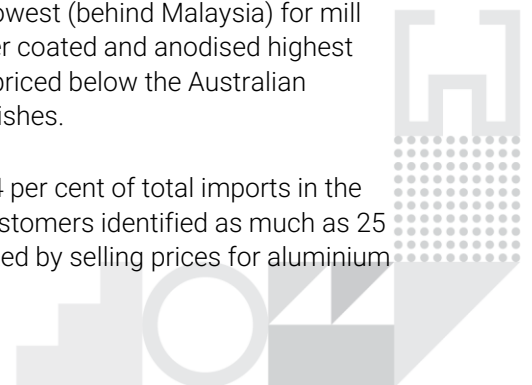 owest (behind Malaysia) for mill
er coated and anodised highest
priced below the Australian
ishes.
4 per cent of total imports in the
stomers identified as much as 25
ed by selling prices for aluminium